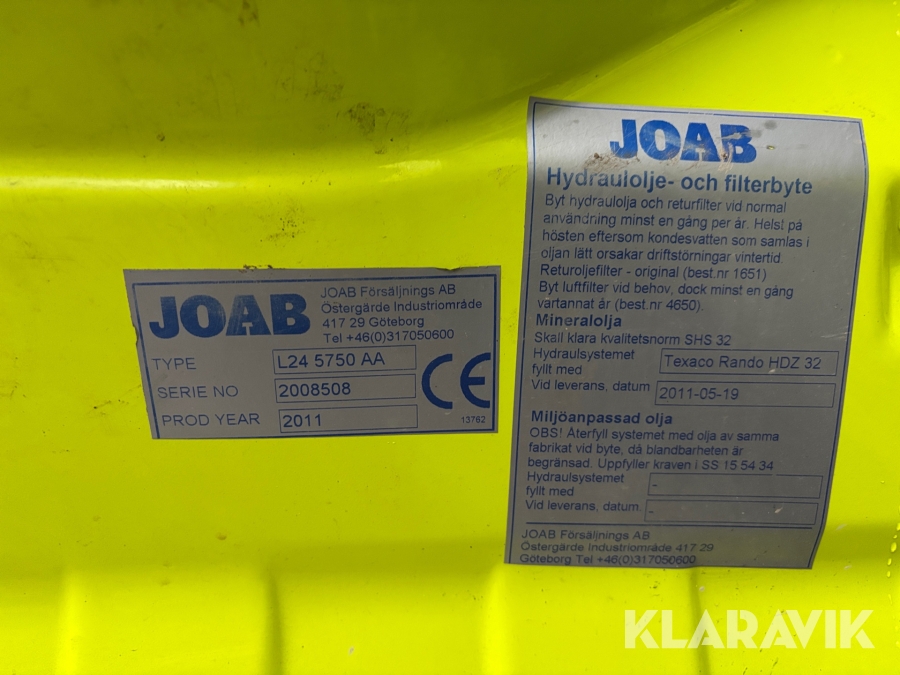 JOAB
JOAB Försäljnings AB
Östergärde Industriområde
417 29 Göteborg
Tel +46(0)317050600
TYPE L24 5750 AA
SERIE NO 2008508
PROD YEAR 2011
CE
13762
JOAB
Hydraulolje- och filterbyte
Byt hydraulolja och returfilter vid normal
användning minst en gång per år. Helst på
hösten eftersom kondesvatten som samlas i
oljan lätt orsakar driftstörningar vintertid.
Returoljefilter - original (best.nr 1651)
Byt luftfilter vid behov, dock minst en gång
vartannat år (best.nr 4650).
Mineralolja
Skall klara kvalitetsnorm SHS 32
Hydraulsystemet
fyllt med Texaco Rando HDZ 32
Vid leverans, datum 2011-05-19
Miljöanpassad olja
OBS! Återfyll systemet med olja av samma
fabrikat vid byte, då blandbarheten är
begränsad. Uppfyller kraven i SS 15 54 34
Hydraulsystemet
fyllt med -
Vid leverans, datum. -
JOAB Försäljnings AB
Östergärde Industriområde 417 29
Göteborg Tel +46(0)317050600
KLARAVIK